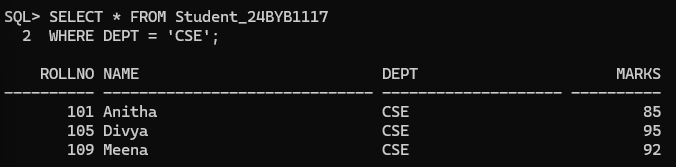 SQL> SELECT * FROM Student_24BYB1117
  2  WHERE DEPT = 'CSE';

    ROLLNO NAME                           DEPT                      MARKS
---------- ------------------------------ -------------------- ----------
       101 Anitha                         CSE                          85
       105 Divya                          CSE                          95
       109 Meena                          CSE                          92